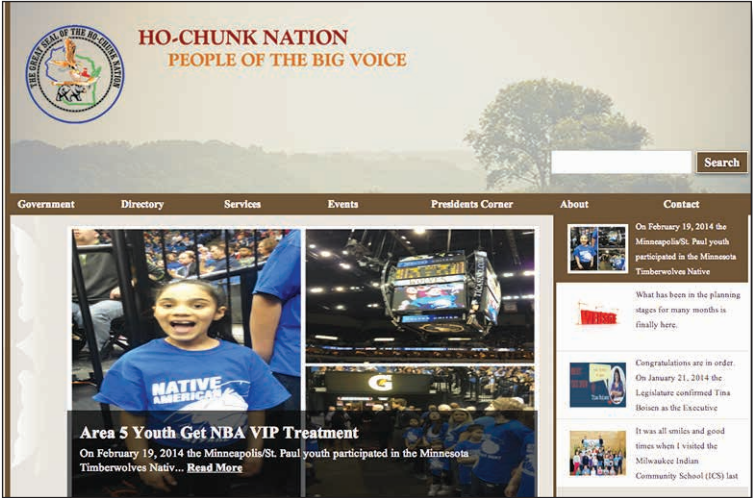 THE GREAT SEAL OF THE HO-CHUNK NATION
HO-CHUNK NATION
PEOPLE OF THE BIG VOICE
Search
Government Directory Services Events Presidents Corner About Contact
NATIVE
AMERICAN
G
Area 5 Youth Get NBA VIP Treatment
On February 19, 2014 the Minneapolis/St. Paul youth participated in the Minnesota
Timberwolves Nativ... Read More
On February 19, 2014 the
Minneapolis/St. Paul youth
participated in the Minnesota
Timberwolves Native
What has been in the planning
stages for many months is
finally here.
Congratulations are in order
On January 21, 2014 the
Legislature confirmed Tina
Boisen as the Executive
It was all smiles and good
times when I visited the
Milwaukee Indian
Community School (ICS) last